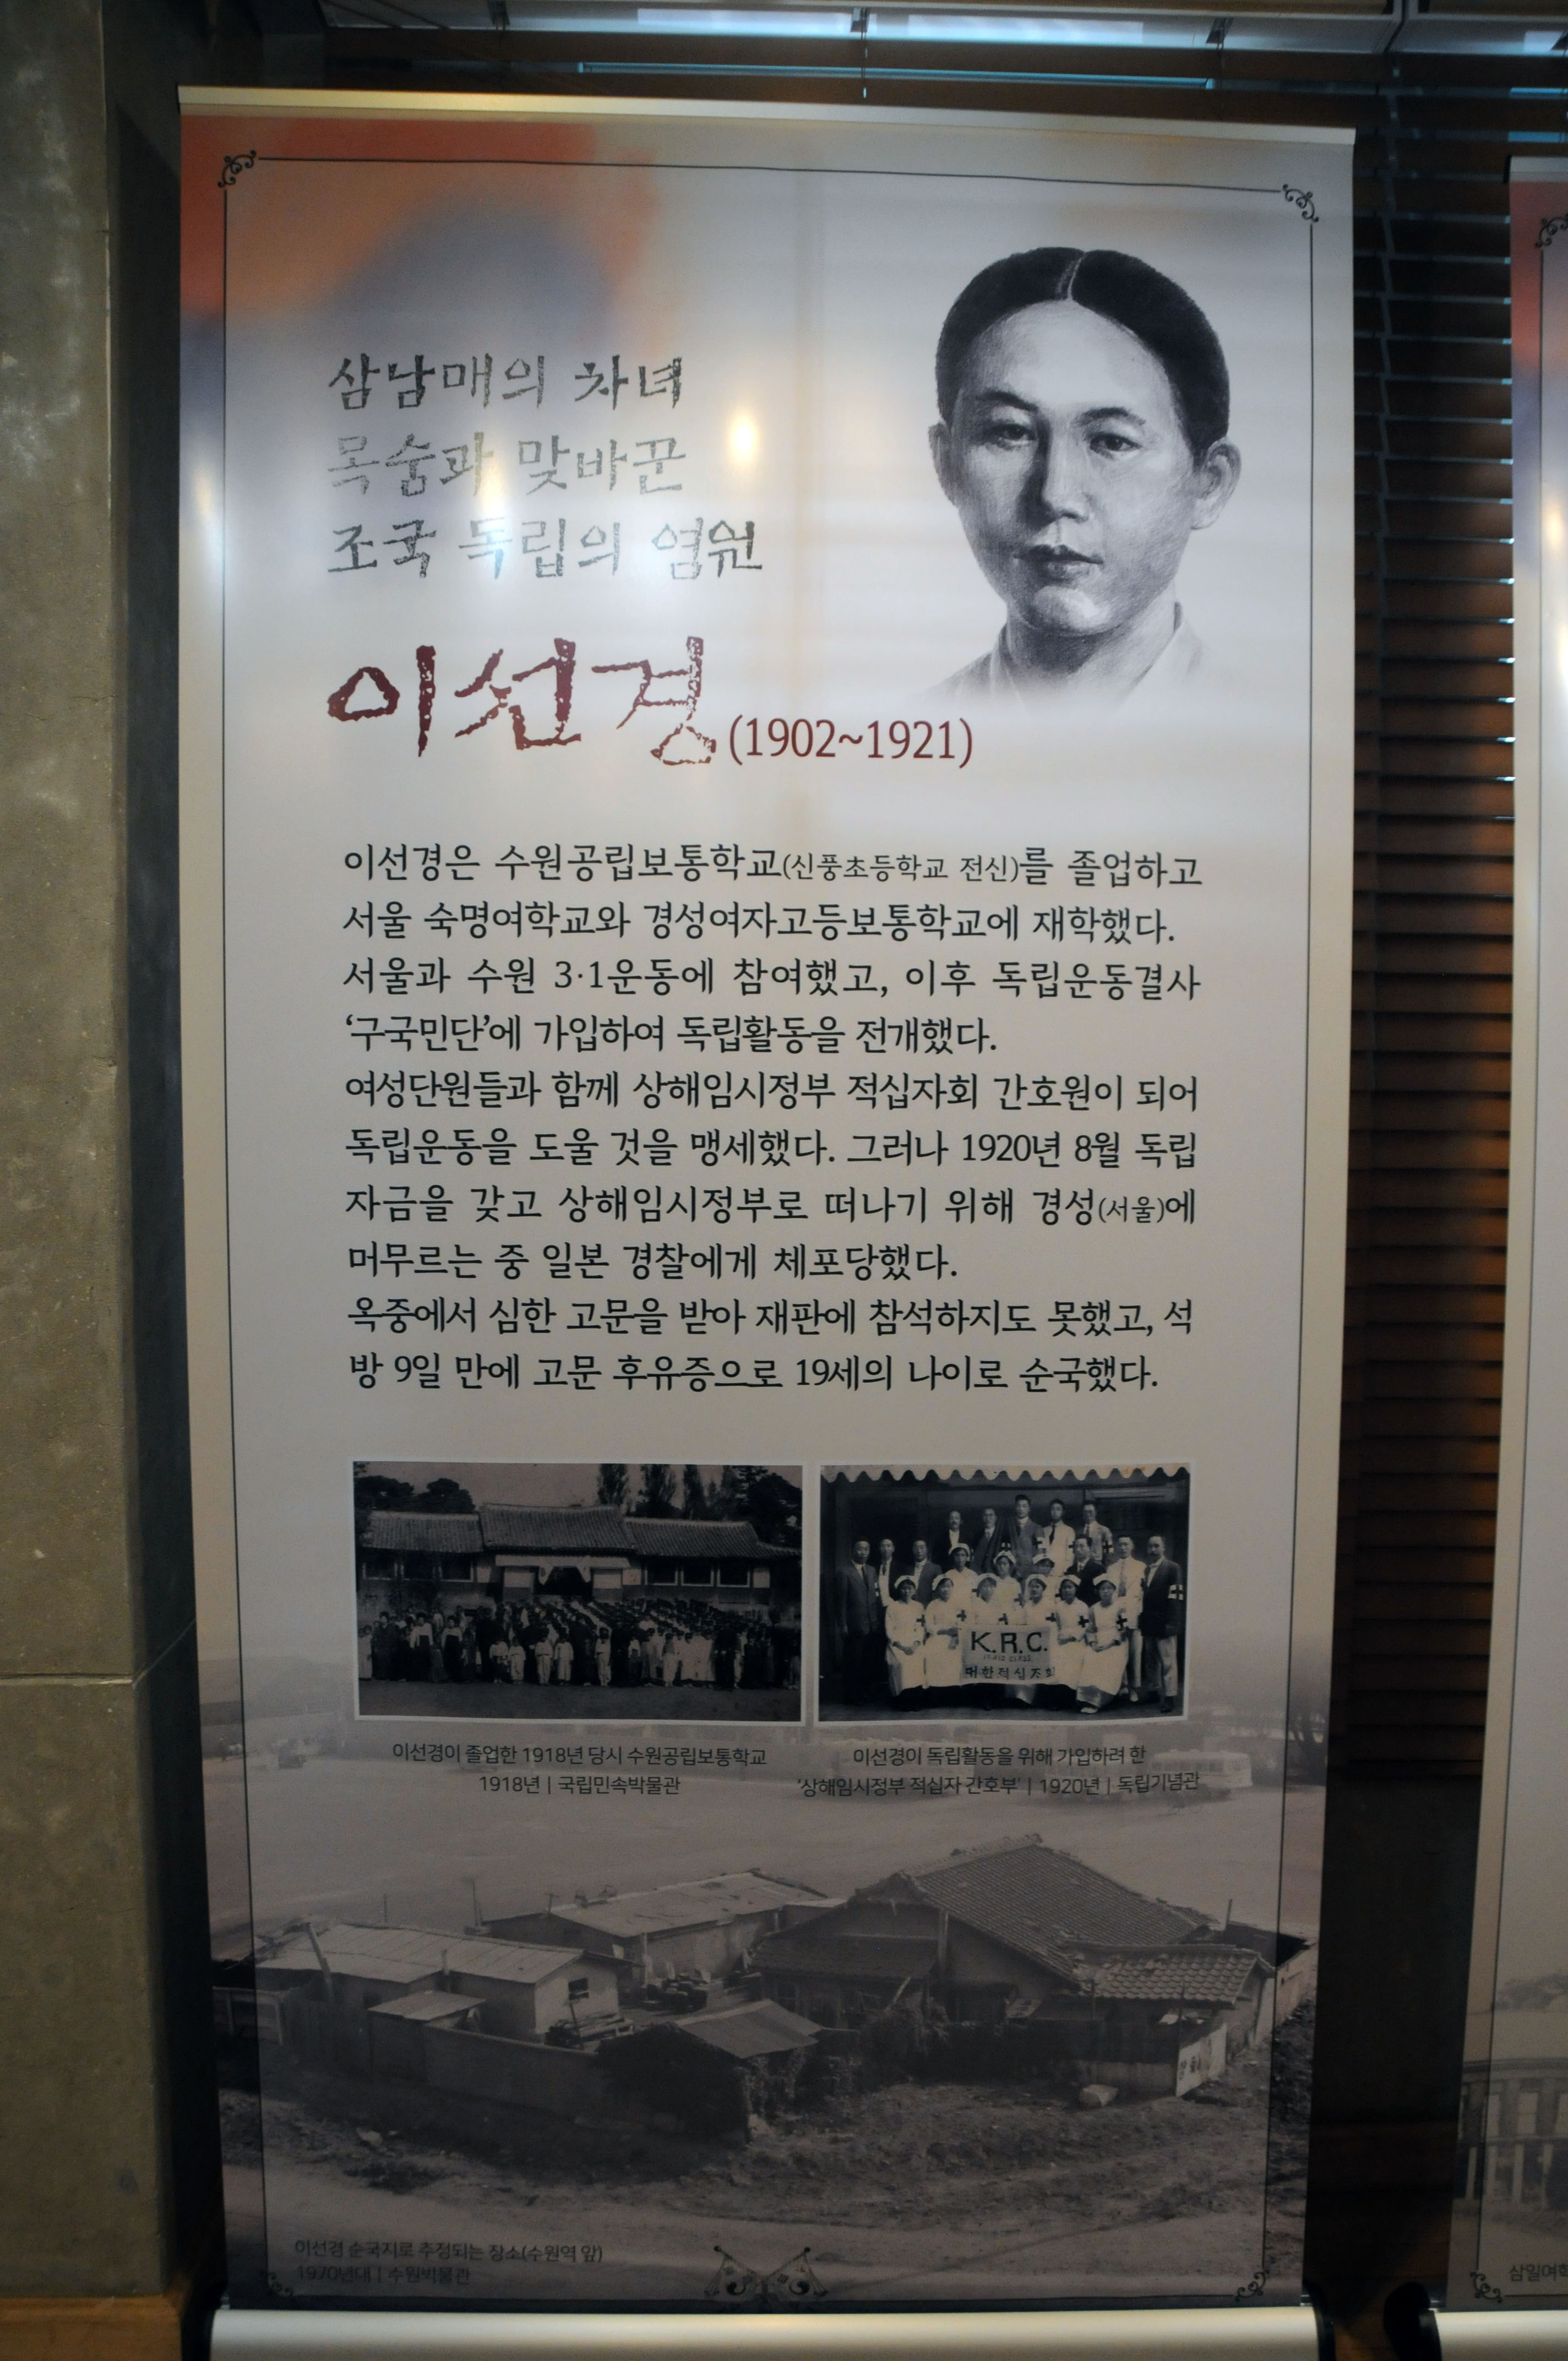 삼남매의 차녀
목숨과 맞바꾼
조국 독립의 염원
이선경(1902~1921)
이선경은 수원공립보통학교(신풍초등학교 전신)를 졸업하고
서울 숙명여학교와 경성여자고등보통학교에 재학했다.
서울과 수원 3·1운동에 참여했고, 이후 독립운동결사
‘구국민단’에 가입하여 독립활동을 전개했다.
여성단원들과 함께 상해임시정부 적십자회 간호원이 되어
독립운동을 도울 것을 맹세했다. 그러나 1920년 8월 독립
자금을 갖고 상해임시정부로 떠나기 위해 경성(서울)에
머무르는 중 일본 경찰에게 체포당했다.
옥중에서 심한 고문을 받아 재판에 참석하지도 못했고, 석
방 9일 만에 고문 후유증으로 19세의 나이로 순국했다.
K.R.C.
대한적십자회
이선경이 졸업한 1918년 당시 수원공립보통학교
1918년 | 국립민속박물관
이선경이 독립활동을 위해 가입하려 한
‘상해임시정부 적십자 간호부’ | 1920년 | 독립기념관
이선경 순국지로 추정되는 장소(수원역 앞)
1970년대 | 수원박물관
삼일여학